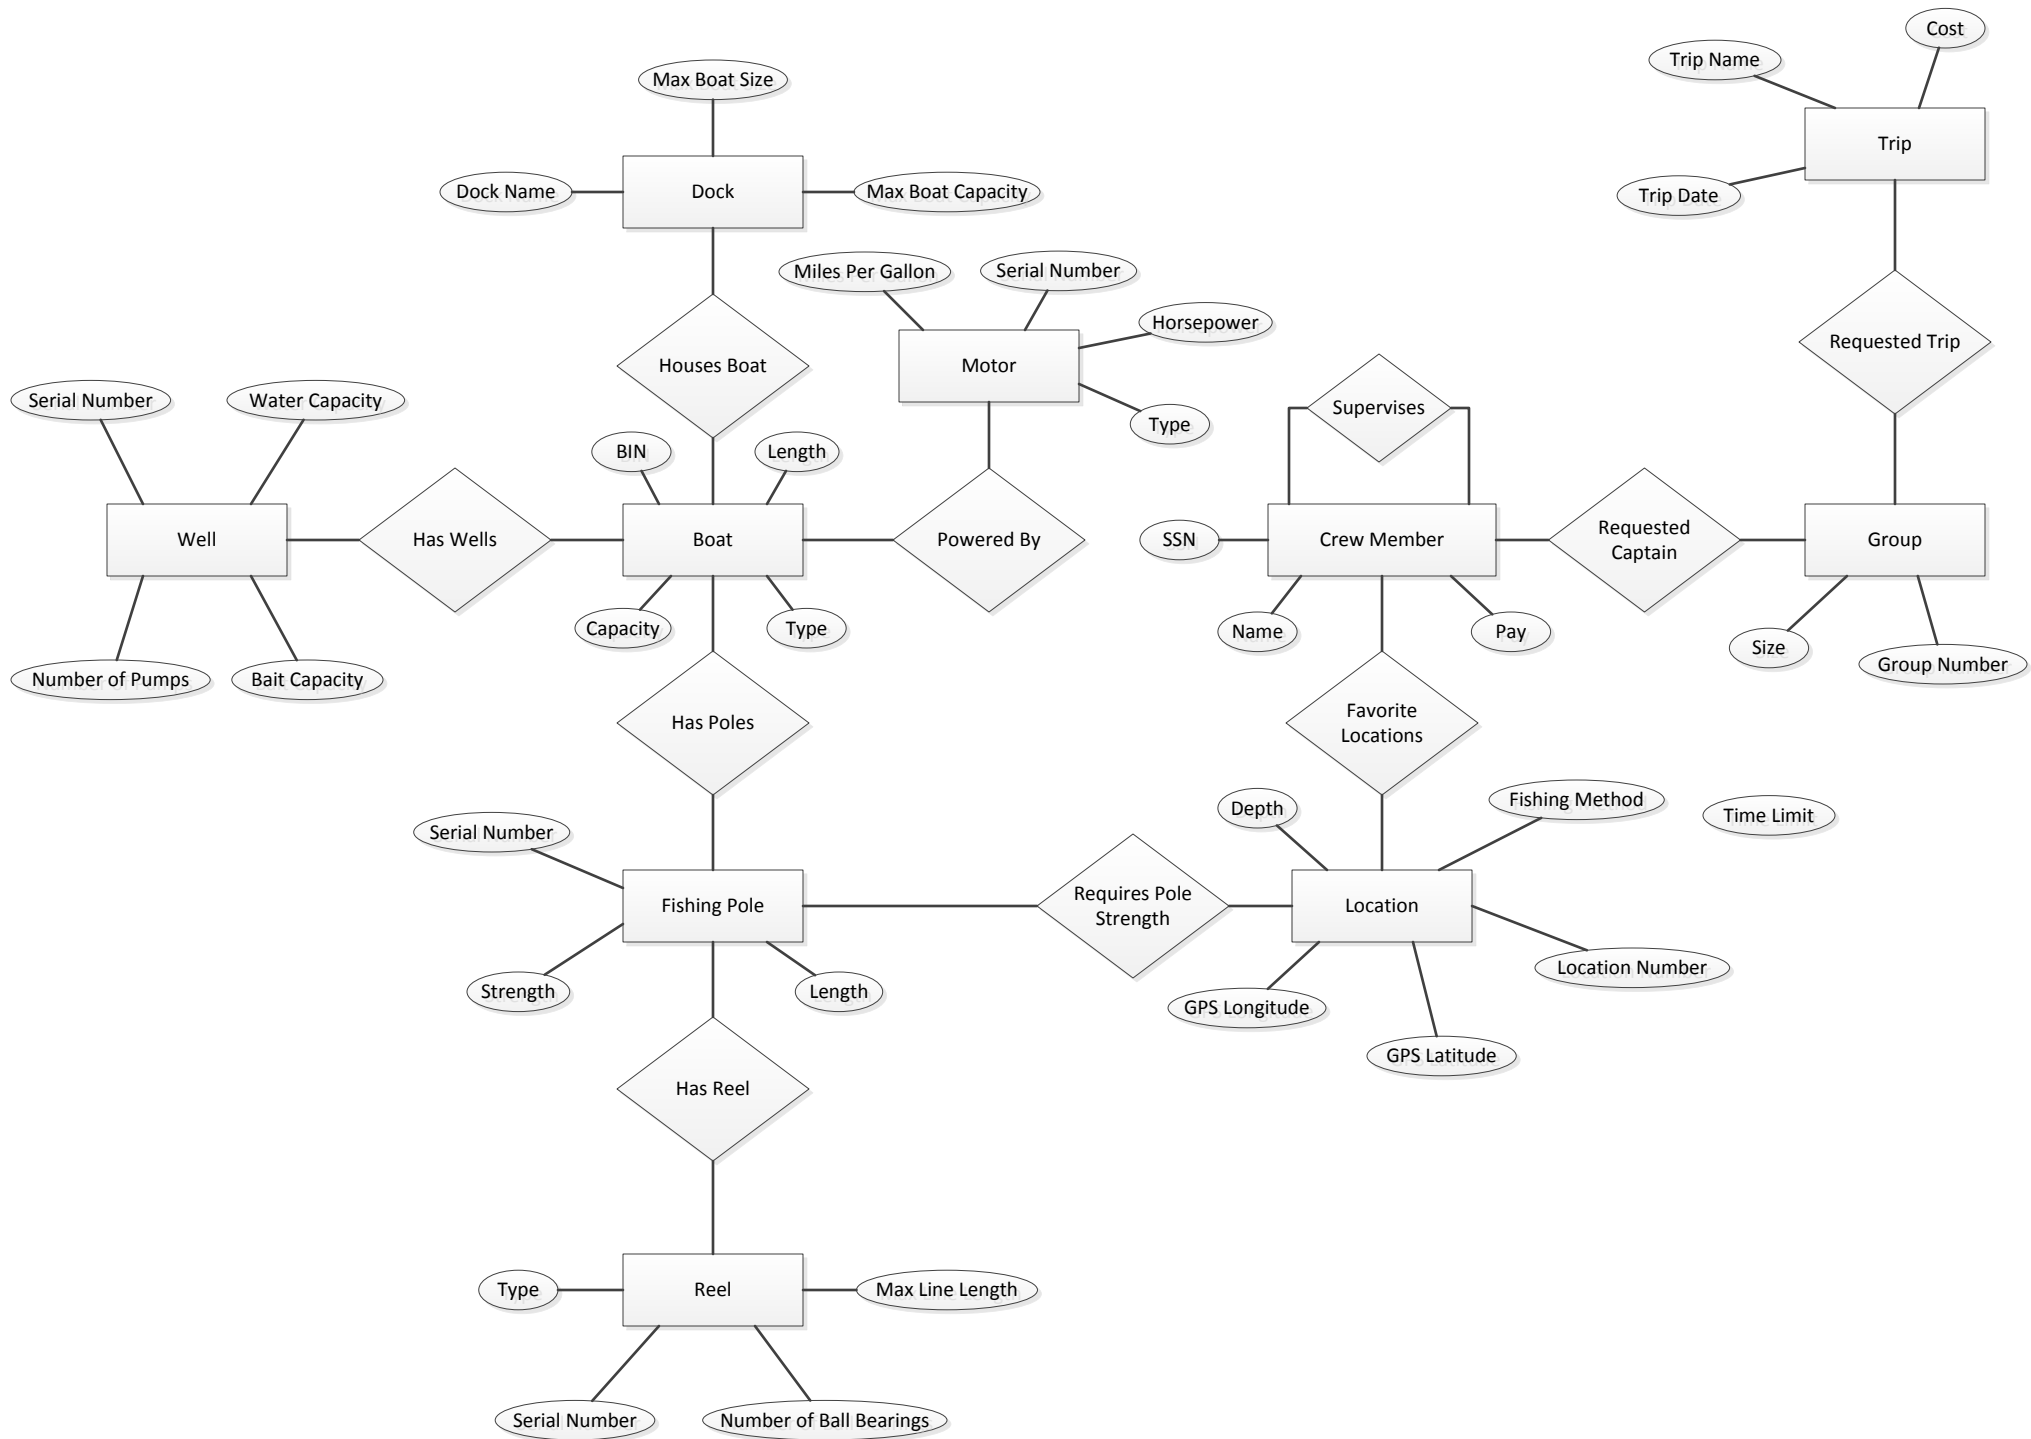 Cost
Trip Name
Max Boat Size
Trip
Dock Name
Dock
Max Boat Capacity
Trip Date
Miles Per Gallon
Serial Number
Horsepower
Requested Trip
Houses Boat
Motor
Serial Number
Water Capacity
Supervises
Type
BIN
Length
Well
Has Wells
Boat
Powered By
SSN
Crew Member
Requested
Captain
Group
Capacity
Type
Name
Pay
Size
Group Number
Number of Pumps
Bait Capacity
Has Poles
Favorite
Locations
Serial Number
Depth
Fishing Method
Time Limit
Fishing Pole
Requires Pole
Strength
Location
Location Number
Strength
Length
GPS Longitude
GPS Latitude
Has Reel
Type
Reel
Max Line Length
Serial Number
Number of Ball Bearings